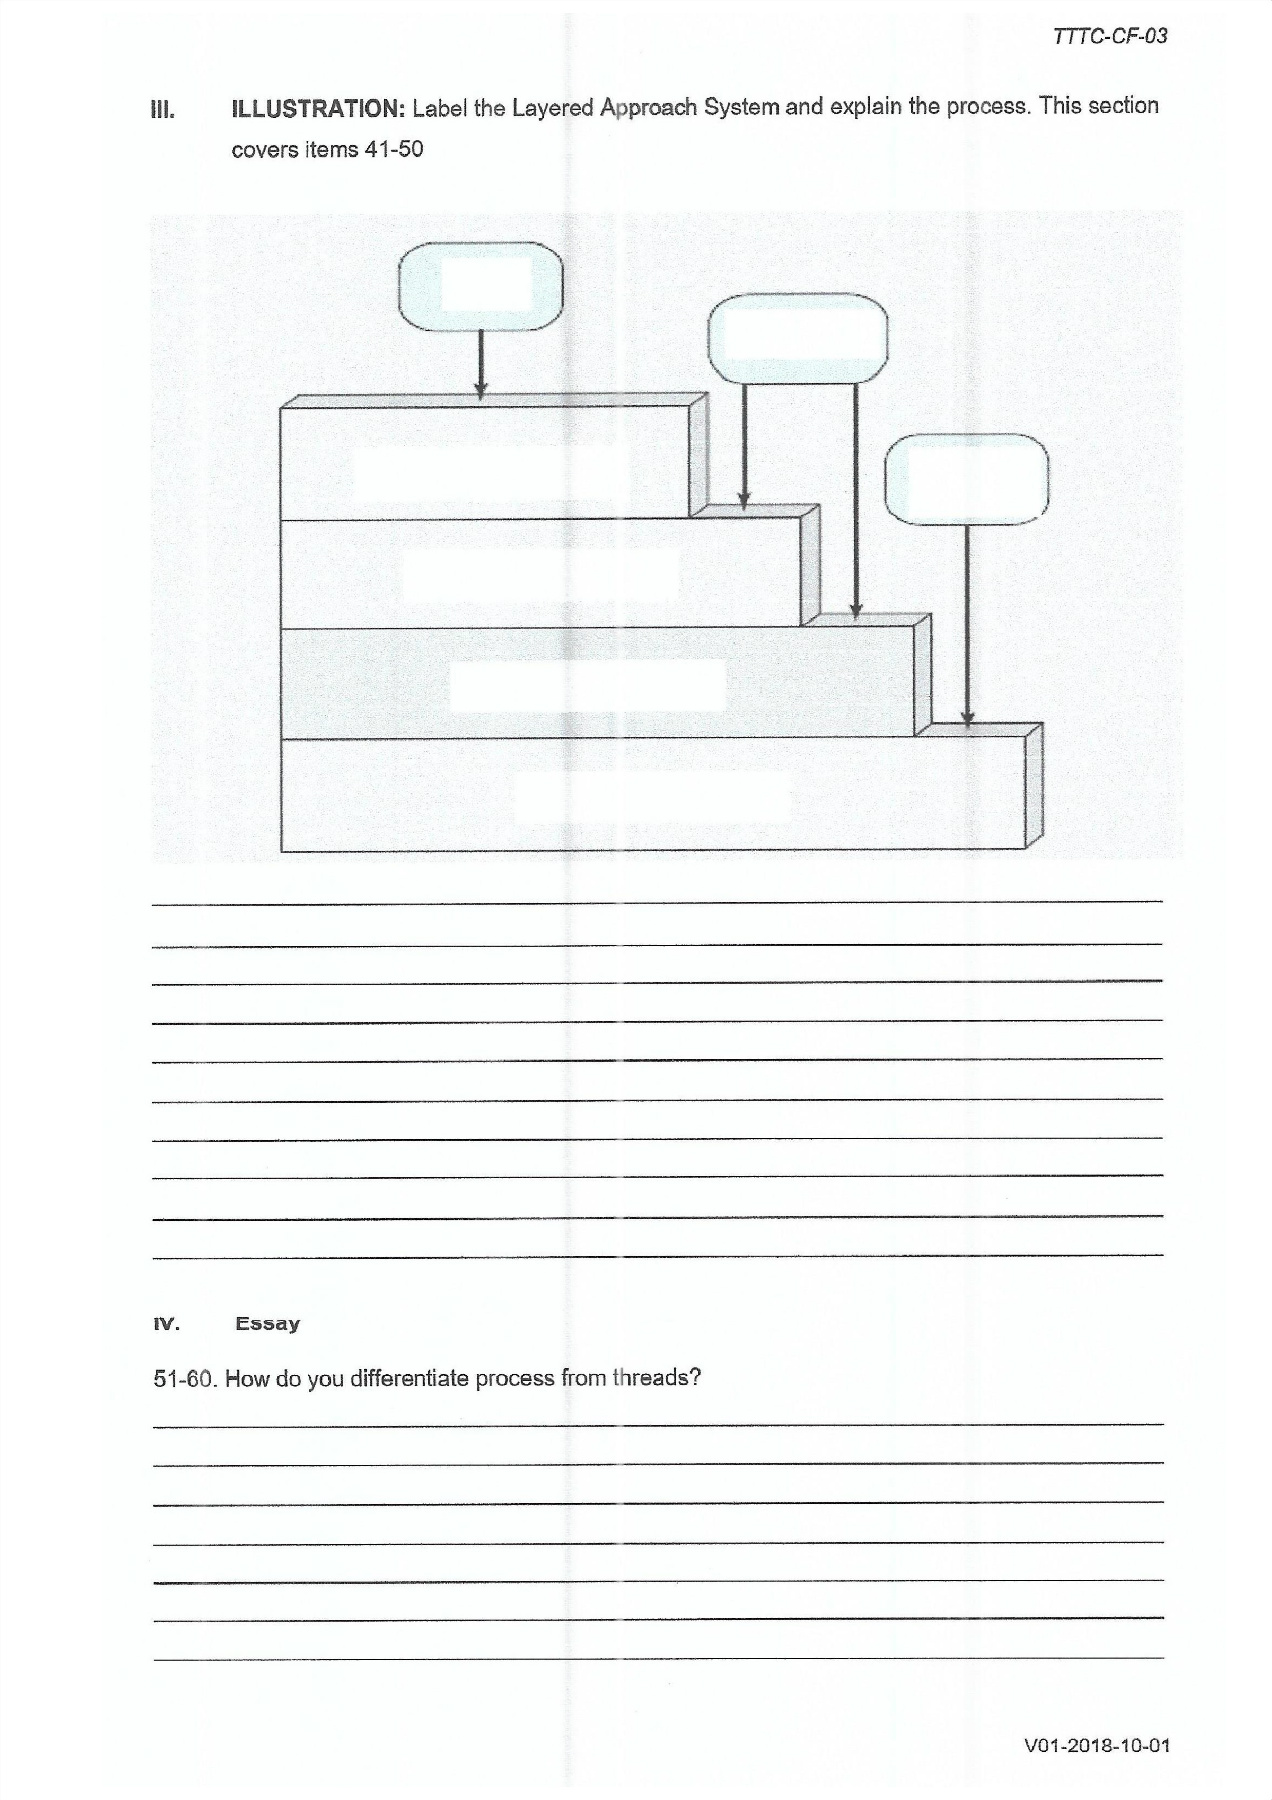 TTTC-CF-03
III. ILLUSTRATION: Label the Layered Approach System and explain the process. This section
covers items 41-50
IV. Essay
51-60. How do you differentiate process from threads?
V01-2018-10-01